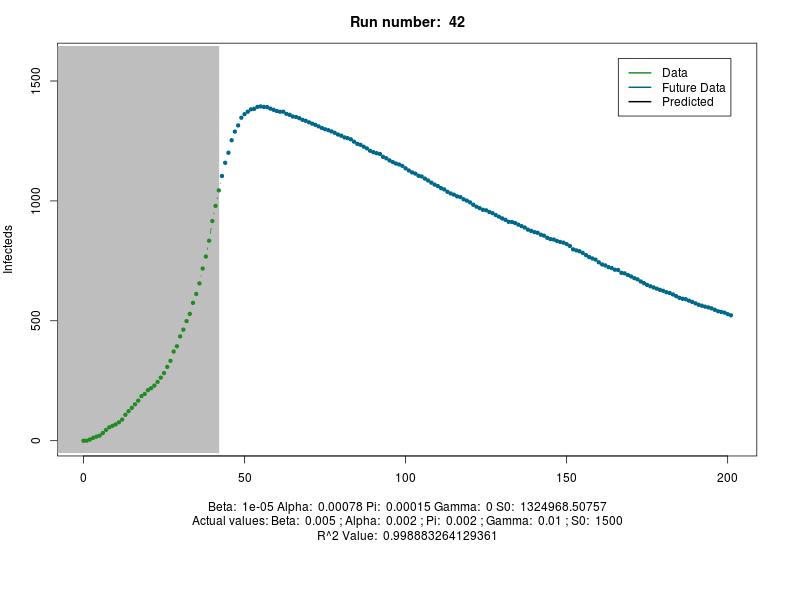 Run number: 42
1500
1000
500
0
Infecteds
Data
Future Data
Predicted
0 50 100 150 200
Beta: 1e-05 Alpha: 0.00078 Pi: 0.00015 Gamma: 0 S0: 1324968.50757
Actual values: Beta: 0.005 ; Alpha: 0.002 ; Pi: 0.002 ; Gamma: 0.01 ; S0: 1500
R^2 Value: 0.998883264129361